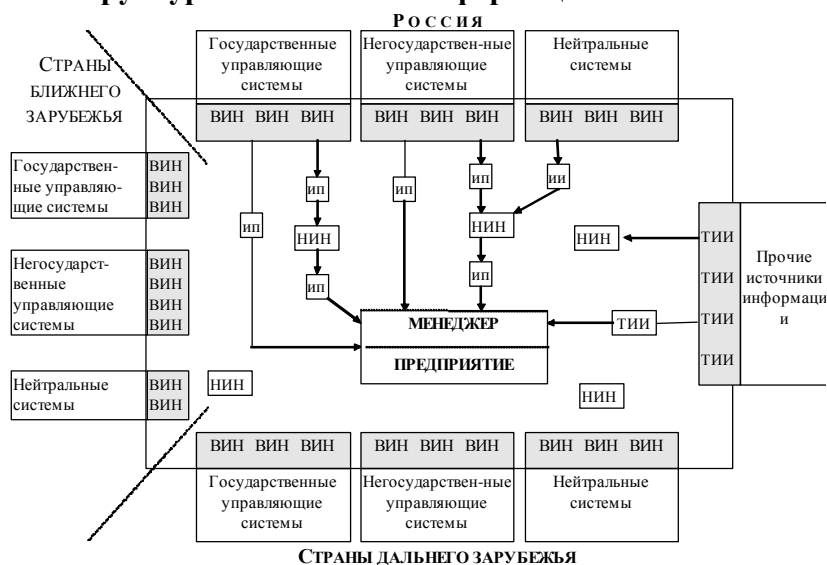 РОССИЯ
Государственные
управляющие
системы
Негосударствен-ные
управляющие
системы
Нейтральные
системы
ВИН ВИН ВИН
ВИН ВИН ВИН
ВИН ВИН ВИН
СТРАНЫ
БЛИЖНЕГО
ЗАРУБЕЖЬЯ
Государствен-
ные управляю-
щие системы
ВИН
ВИН
ВИН
Негосударст-
венные
управляющие
системы
ВИН
ВИН
ВИН
ВИН
Нейтральные
системы
ВИН
ВИН
ип
ип
ип
ии
ип
НИН
НИН
НИН
ип
ип
МЕНЕДЖЕР
ПРЕДПРИЯТИЕ
ТИИ
ТИИ
ТИИ
ТИИ
ТИИ
Прочие
источники
информаци
и
НИН
НИН
ВИН ВИН ВИН
ВИН ВИН ВИН
ВИН ВИН ВИН
Государственные
управляющие
системы
Негосударствен-ные
управляющие
системы
Нейтральные
системы
СТРАНЫ ДАЛЬНЕГО ЗАРУБЕЖЬЯ